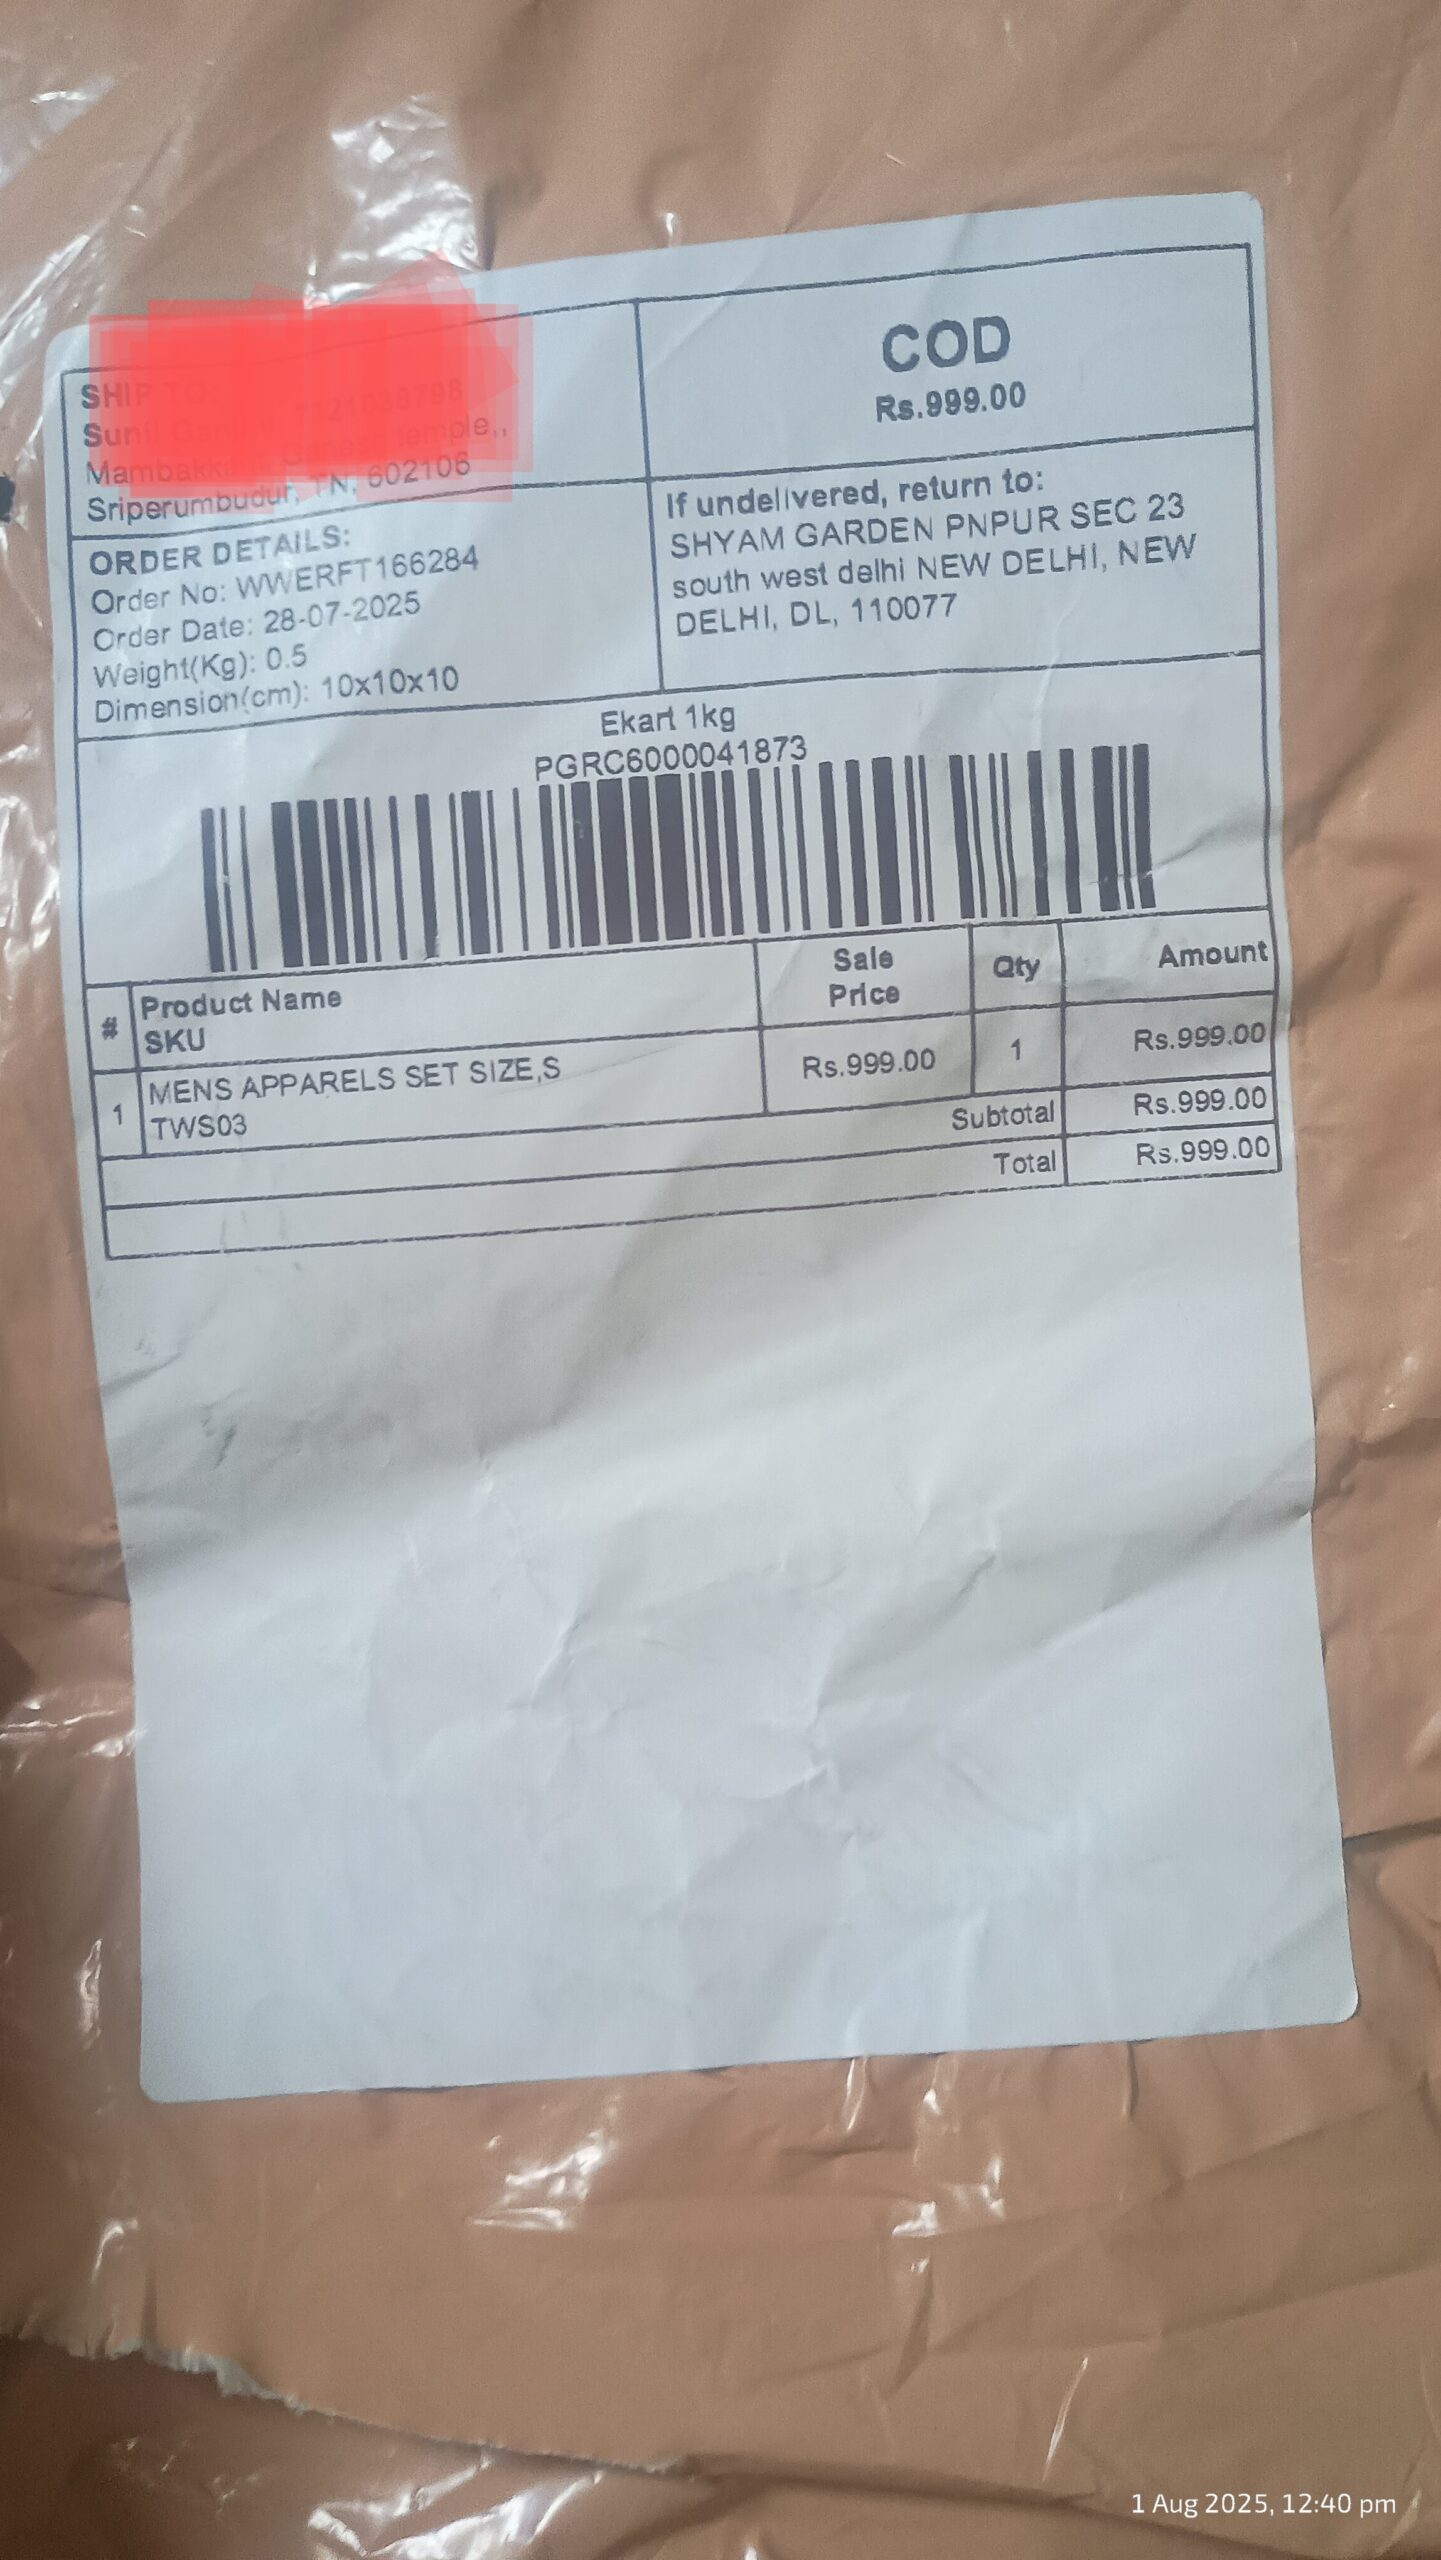 SHIP TO:
Sriperumbudur, TN, 602106
COD
Rs.999.00
ORDER DETAILS:
Order No: WWERFT166284
Order Date: 28-07-2025
Weight(Kg): 0.5
Dimension(cm): 10x10x10
If undelivered, return to:
SHYAM GARDEN PNPUR SEC 23
south west delhi NEW DELHI, NEW
DELHI, DL, 110077
Ekart 1kg
PGRC6000041873
# Product Name SKU Sale Price Qty Amount
1 MENS APPARELS SET SIZE,S Rs.999.00 1 Rs.999.00
TWS03
Subtotal Rs.999.00
Total Rs.999.00
1 Aug 2025, 12:40 pm